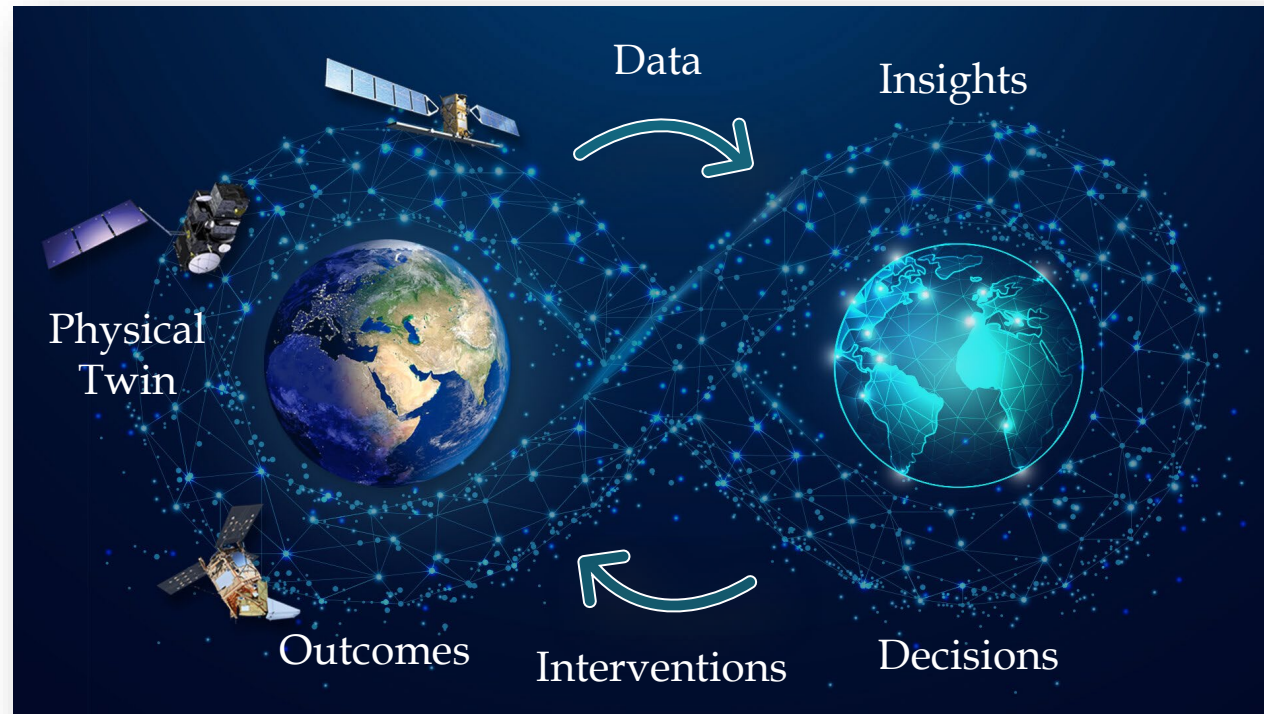 Data
Insights
Physical
Twin
Outcomes
Interventions
Decisions